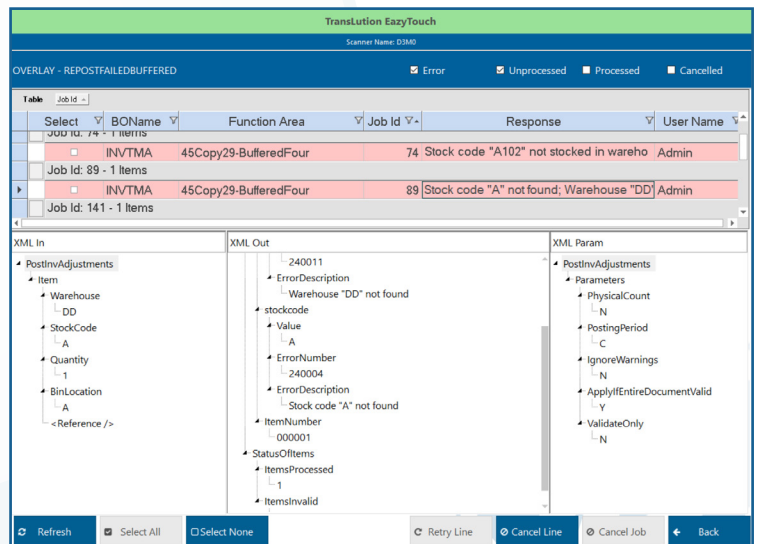 TransLution EazyTouch
Scanner Name: D3M0
OVERLAY - REPOSTFAILEDBUFFERED Error Unprocessed Processed Cancelled
Table Job Id
Select BOName Function Area Job Id Response User Name
Job Id: 74 - 1 Items
INVTMA 45Copy29-BufferedFour 74 Stock code "A102" not stocked in wareho Admin
Job Id: 89 - 1 Items
INVTMA 45Copy29-BufferedFour 89 Stock code "A" not found; Warehouse "DD" Admin
Job Id: 141 - 1 Items
XML In
PostInvAdjustments
Item
Warehouse
DD
StockCode
A
Quantity
1
BinLocation
A
<Reference />
XML Out
240011
ErrorDescription
Warehouse "DD" not found
stockcode
Value
A
ErrorNumber
240004
ErrorDescription
Stock code "A" not found
ItemNumber
000001
StatusOfItems
ItemsProcessed
1
ItemsInvalid
XML Param
PostInvAdjustments
Parameters
PhysicalCount
N
PostingPeriod
C
IgnoreWarnings
N
ApplyIfEntireDocumentValid
Y
ValidateOnly
N
Refresh Select All Select None Retry Line Cancel Line Cancel Job Back